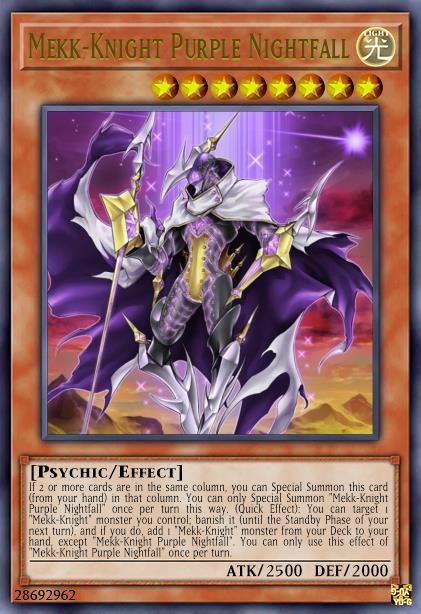 Mekk-Knight Purple Nightfall
LIGHT
光
[Psychic/Effect]
If 2 or more cards are in the same column, you can Special Summon this card
(from your hand) in that column. You can only Special Summon "Mekk-Knight
Purple Nightfall" once per turn this way. (Quick Effect): You can target 1
"Mekk-Knight" monster you control; banish it (until the Standby Phase of your
next turn), and if you do, add 1 "Mekk-Knight" monster from your Deck to your
hand, except "Mekk-Knight Purple Nightfall". You can only use this effect of
"Mekk-Knight Purple Nightfall" once per turn.
ATK/2500 DEF/2000
28692962